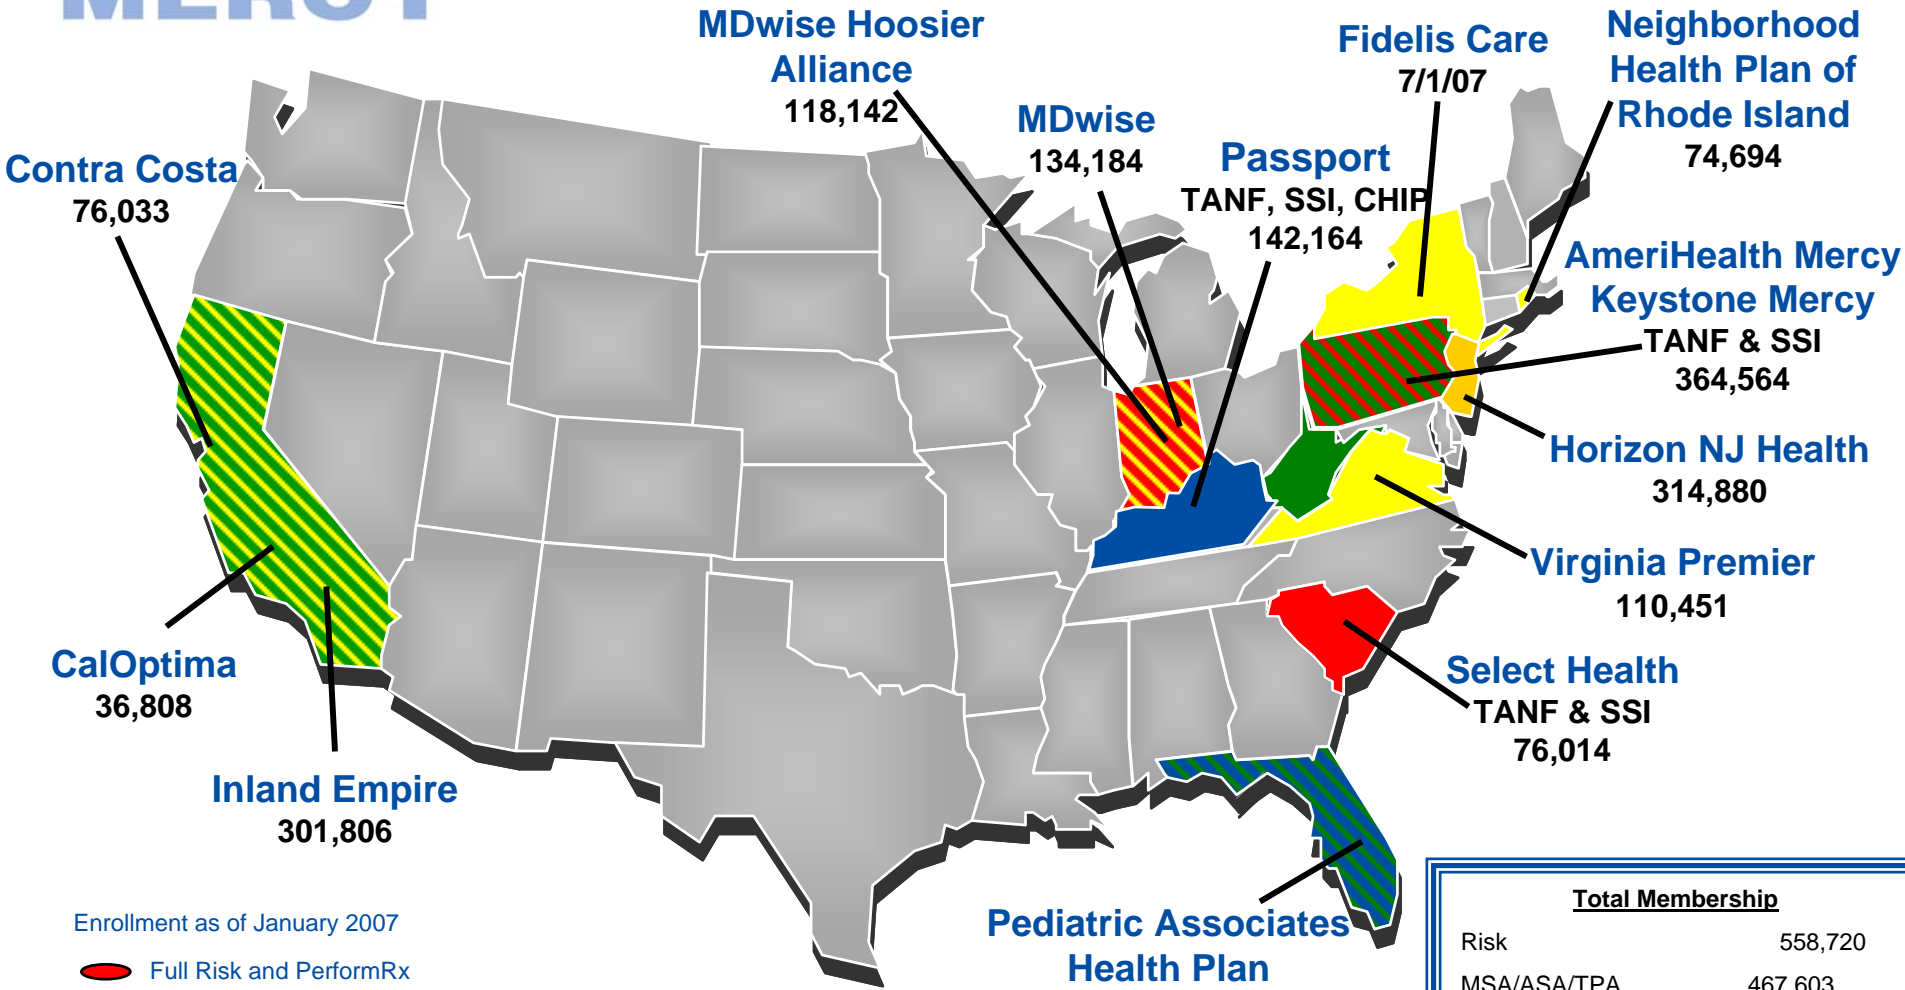 MERCY
MDwise Hoosier
Alliance
118,142
MDwise
134,184
Fidelis Care
7/1/07
Neighborhood
Health Plan of
Rhode Island
74,694
Contra Costa
76,033
Passport
TANF, SSI, CHIP
142,164
AmeriHealth Mercy
Keystone Mercy
TANF & SSI
364,564
Horizon NJ Health
314,880
Virginia Premier
110,451
CalOptima
36,808
Select Health
TANF & SSI
76,014
Inland Empire
301,806
Pediatric Associates
Health Plan
Enrollment as of January 2007
Full Risk and PerformRx
Total Membership
Risk 558,720
MSA/ASA/TPA 467,603